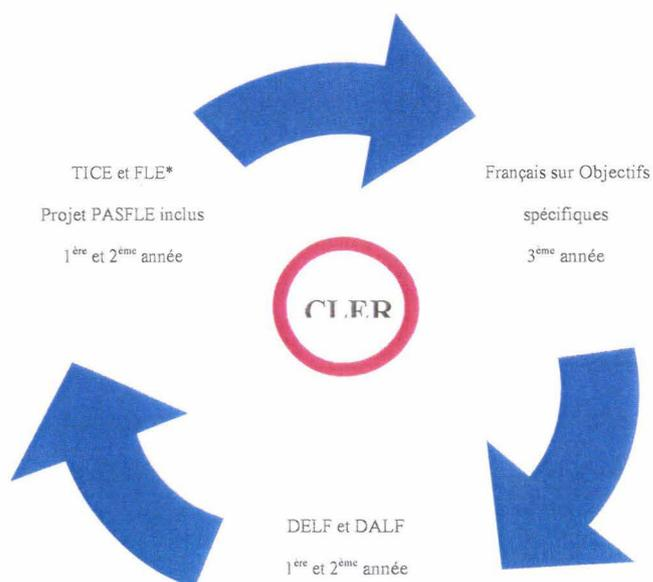 TICE et FLE*
Projet PASFLE inclus
1ère et 2ème année
Français sur Objectifs
spécifiques
3ème année
CLER
DELF et DALF
1ère et 2ème année